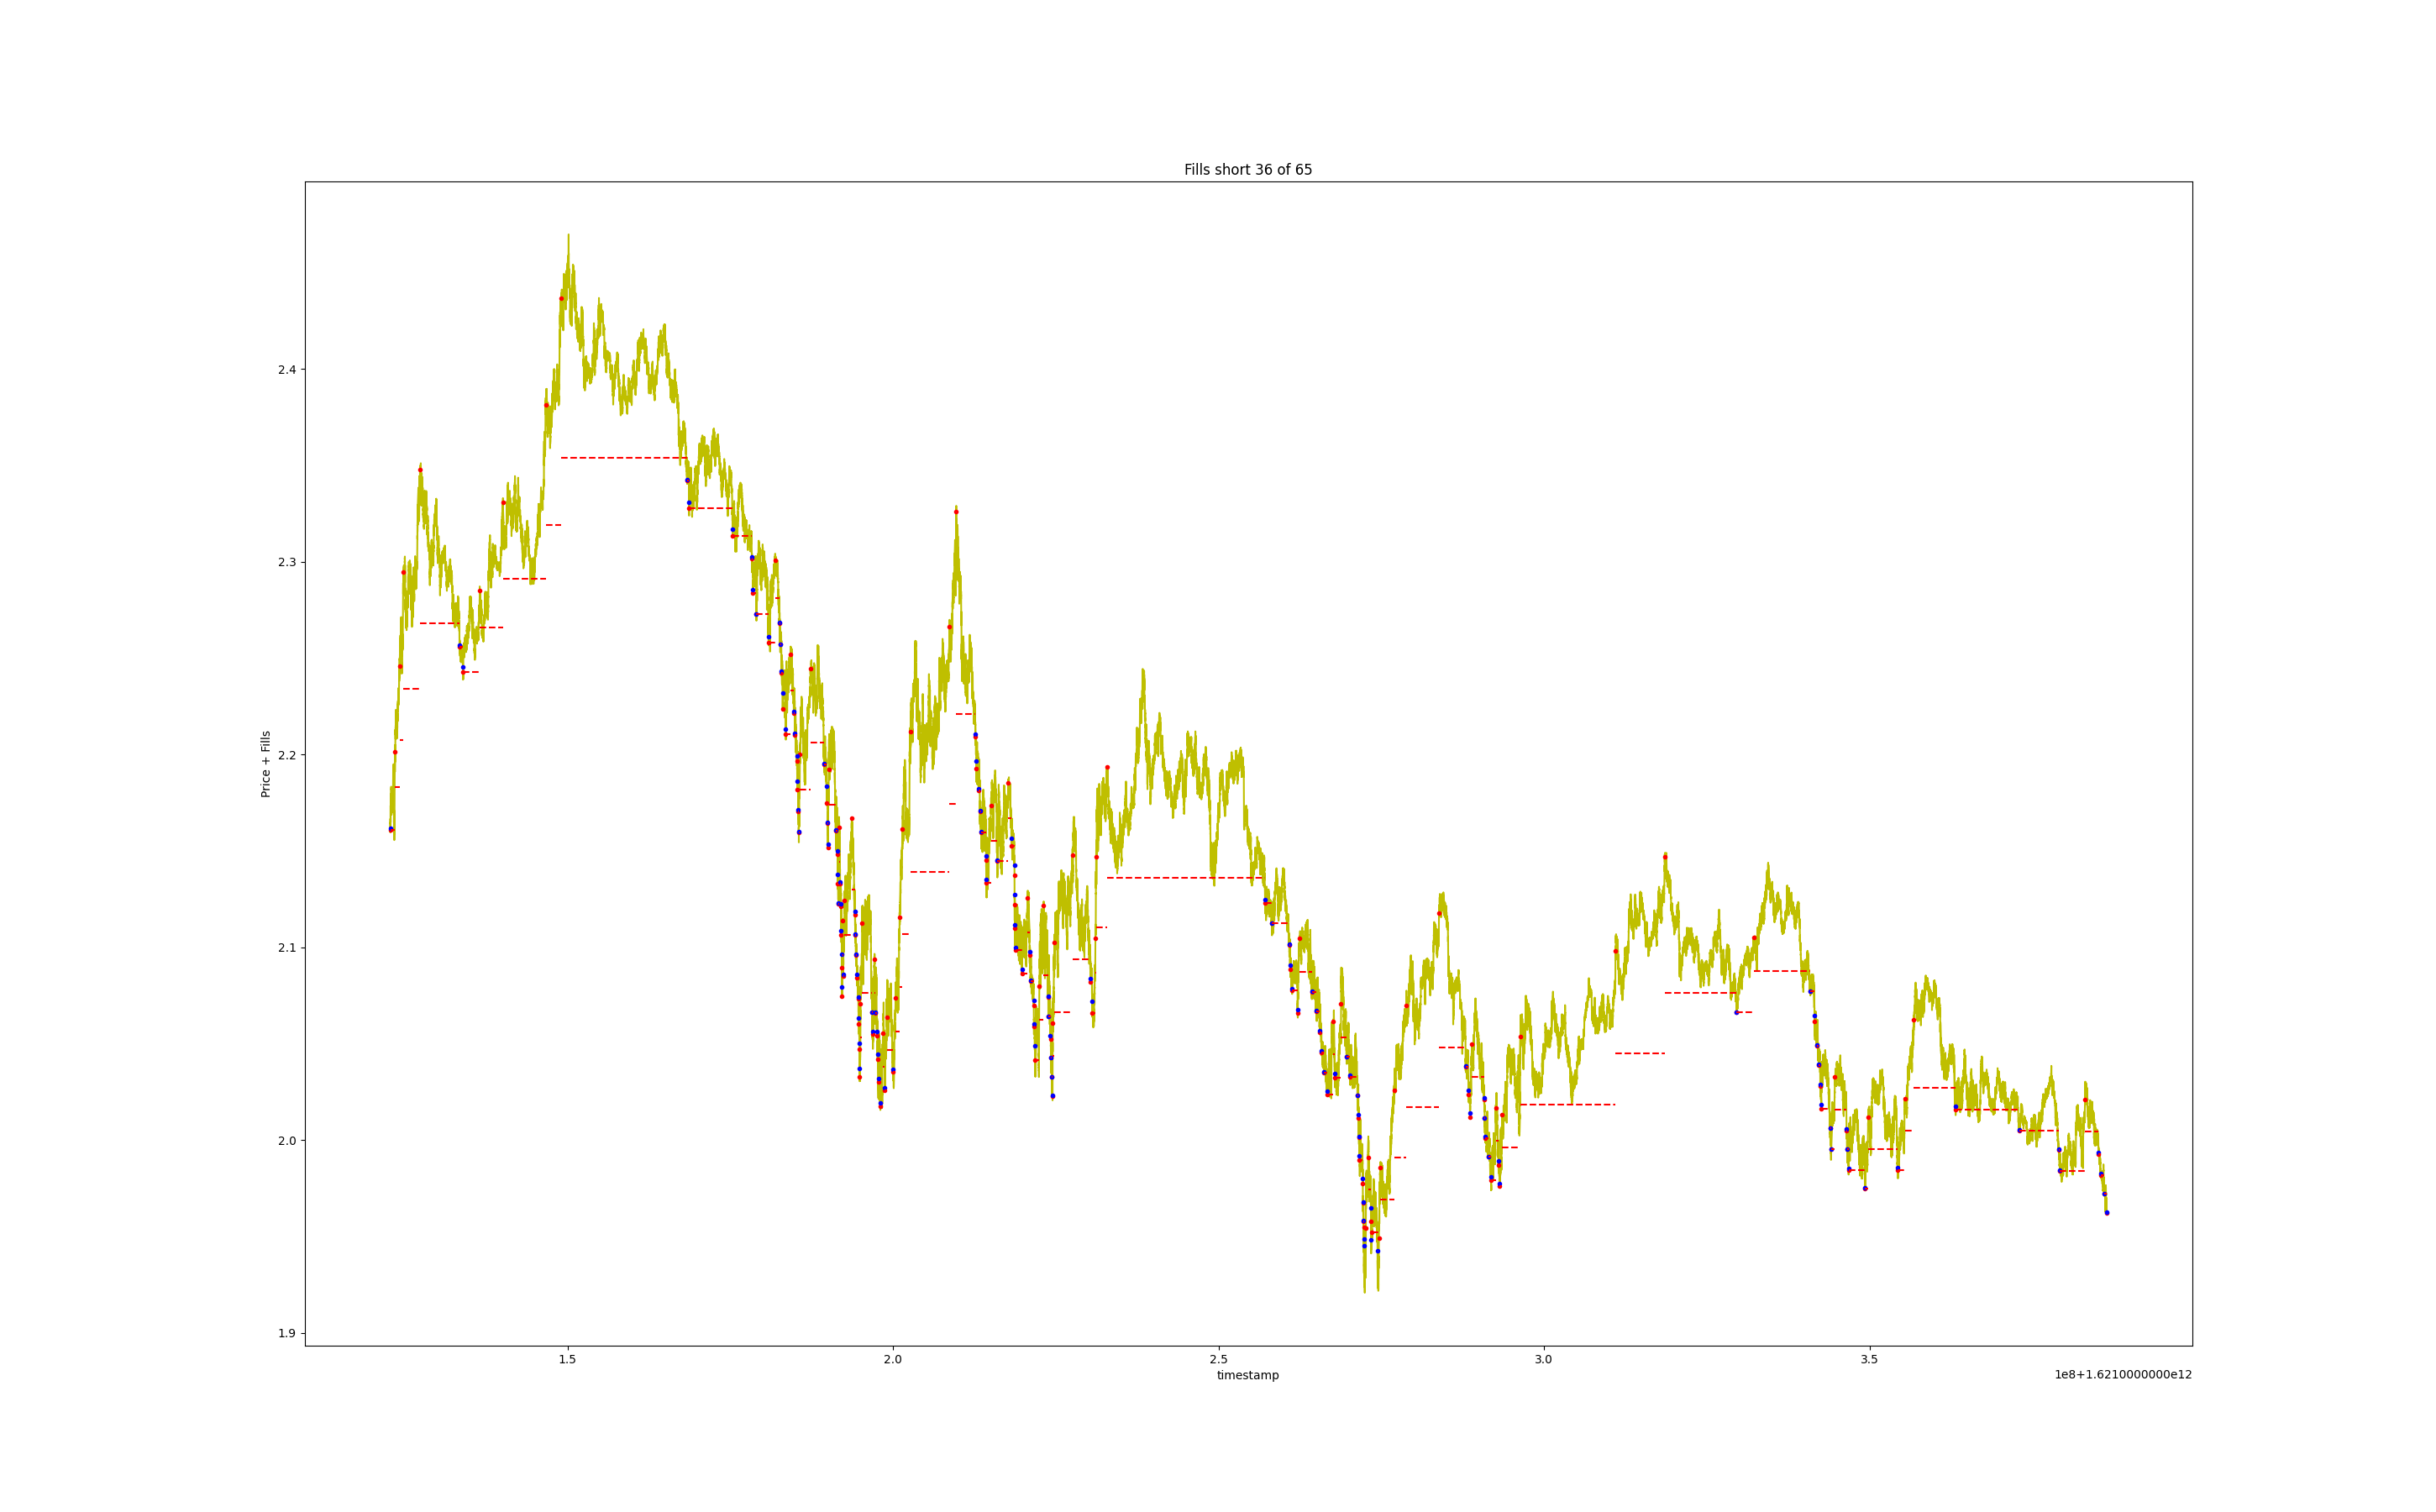 Fills short 36 of 65
Price + Fills
2.4
2.3
2.2
2.1
2.0
1.9
1.5
2.0
2.5
3.0
3.5
timestamp
1e8+1.6210000000e12